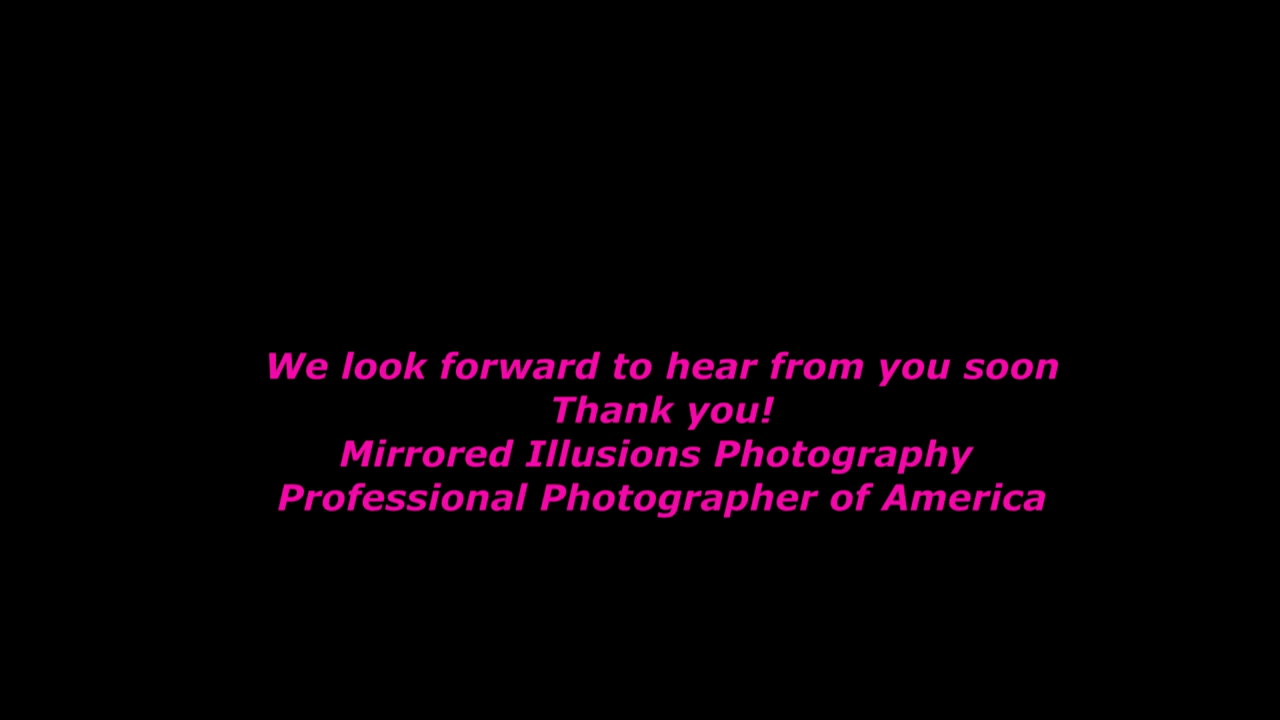 We look forward to hear from you soon
Thank you!
Mirrored Illusions Photography
Professional Photographer of America